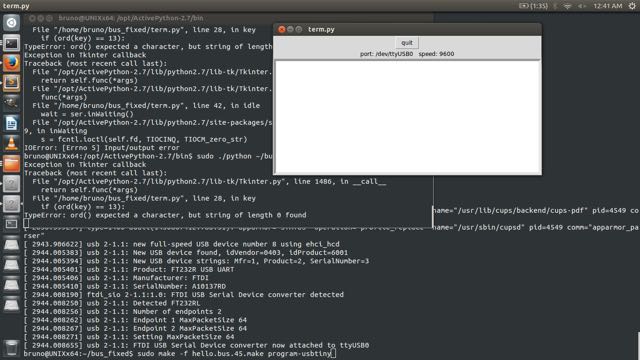 term.py
(1:35)
12:41 AM
bruno@UNIXx64: /opt/ActivePython-2.7/bin
File "/home/bruno/bus_fixed/term.py", line 28, in key
if (ord(key) == 13):
TypeError: ord() expected a character, but string of length
Exception in Tkinter callback
Traceback (most recent call last):
File "/opt/ActivePython-2.7/lib/python2.7/lib-tk/Tkinter.
return self.func(*args)
File "/opt/ActivePython-2.7/lib/python2.7/lib-tk/Tkinter.
func(*args)
File "/home/bruno/bus_fixed/term.py", line 42, in idle
wait = ser.inWaiting()
File "/opt/ActivePython-2.7/lib/python2.7/site-packages/s
9, in inWaiting
s = fcntl.ioctl(self.fd, TIOCINQ, TIOCM_zero_str)
IOError: [Errno 5] Input/output error
bruno@UNIXx64:/opt/ActivePython-2.7/bin$ sudo ./python ~/bu
Exception in Tkinter callback
Traceback (most recent call last):
File "/opt/ActivePython-2.7/lib/python2.7/lib-tk/Tkinter.py", line 1486, in __call__
return self.func(*args)
File "/home/bruno/bus_fixed/term.py", line 28, in key
if (ord(key) == 13):
TypeError: ord() expected a character, but string of length 0 found
term.py
quit
port: /dev/ttyUSB0 speed: 9600
name="/usr/lib/cups/backend/cups-pdf" pid=4549 co
name="/usr/sbin/cupsd" pid=4549 comm="apparmor_pa
rser"
[ 2943.906622] usb 2-1.1: new full-speed USB device number 8 using ehci_hcd
[ 2944.005383] usb 2-1.1: New USB device found, idVendor=0403, idProduct=6001
[ 2944.005391] usb 2-1.1: New USB device strings: Mfr=1, Product=2, SerialNumber=3
[ 2944.005401] usb 2-1.1: Product: FT232R USB UART
[ 2944.005407] usb 2-1.1: Manufacturer: FTDI
[ 2944.005410] usb 2-1.1: SerialNumber: A10137RD
[ 2944.008190] ftdi_sio 2-1.1:1.0: FTDI USB Serial Device converter detected
[ 2944.008250] usb 2-1.1: Detected FT232RL
[ 2944.008256] usb 2-1.1: Number of endpoints 2
[ 2944.008262] usb 2-1.1: Endpoint 1 MaxPacketSize 64
[ 2944.008267] usb 2-1.1: Endpoint 2 MaxPacketSize 64
[ 2944.008271] usb 2-1.1: Setting MaxPacketSize 64
[ 2944.008655] usb 2-1.1: FTDI USB Serial Device converter now attached to ttyUSB0
bruno@UNIXx64:~/bus_fixed$ sudo make -f hello.bus.45.make program-usbtiny